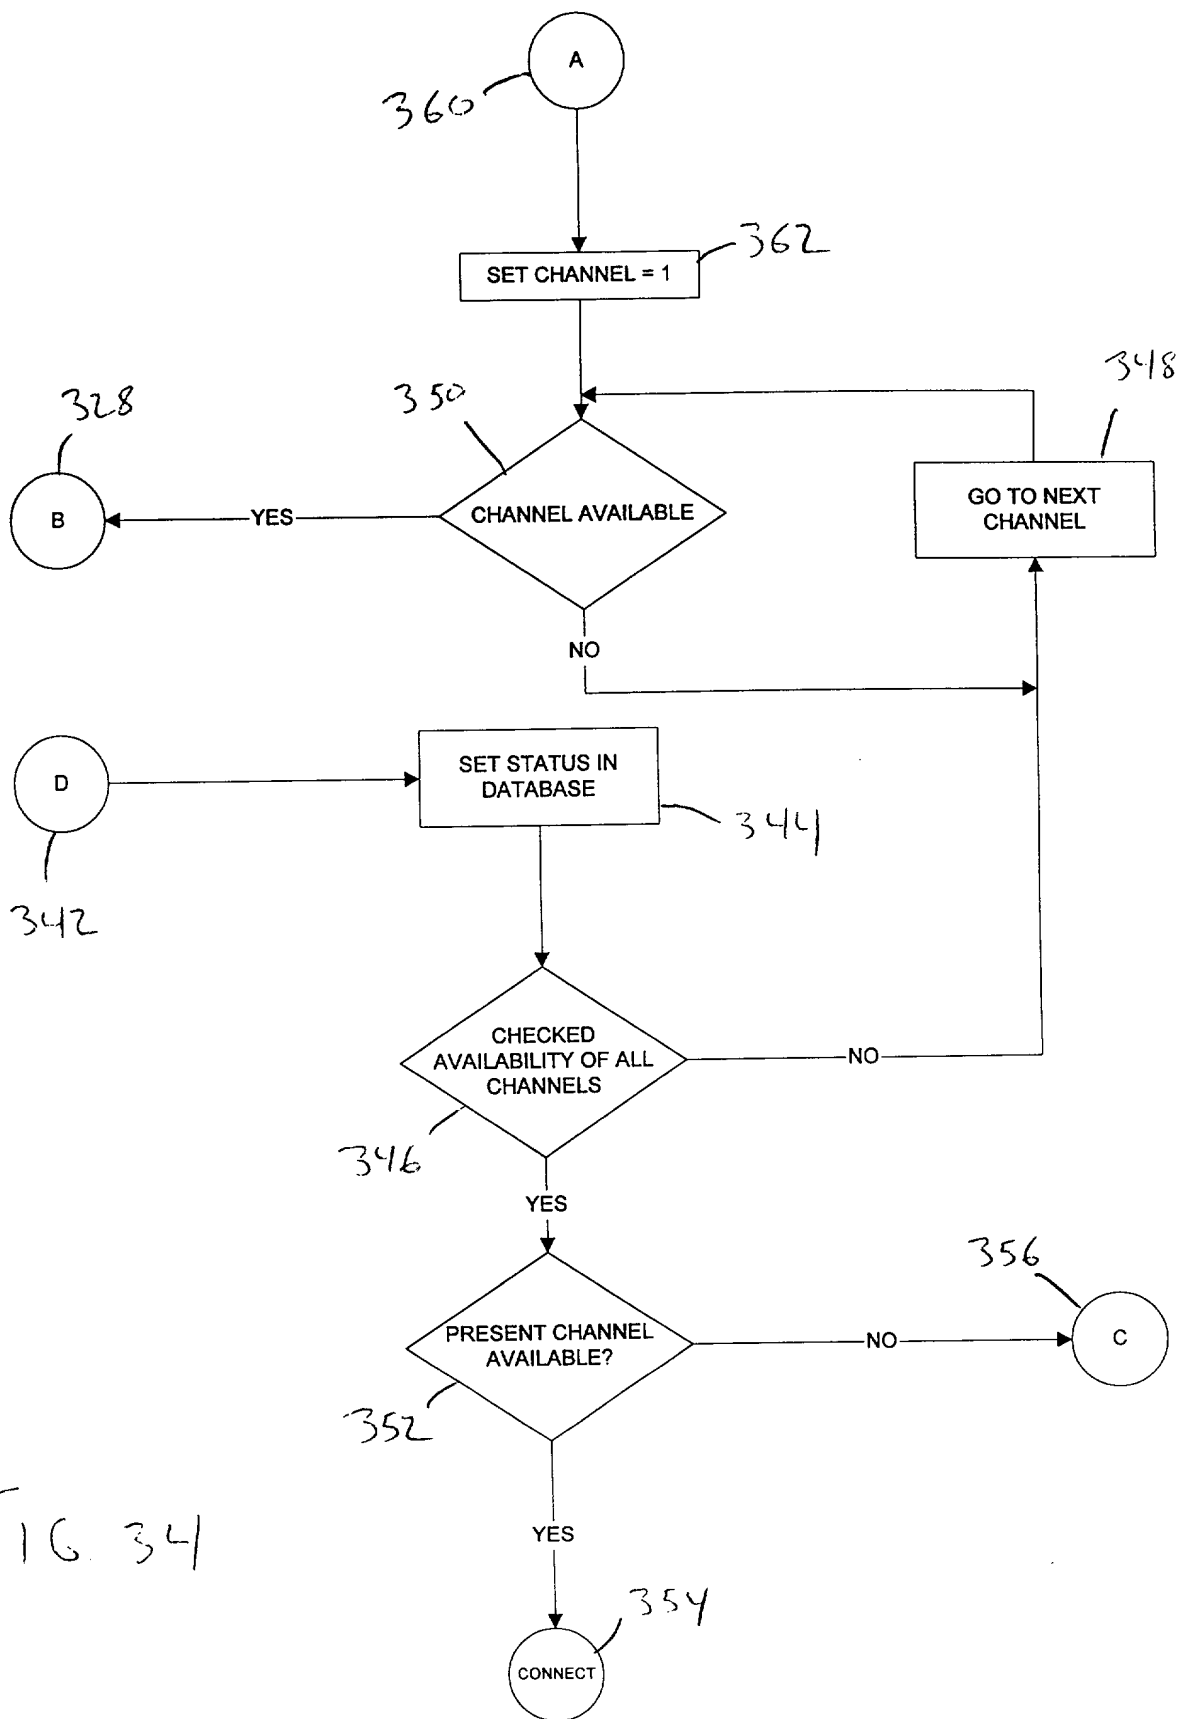 A
360
SET CHANNEL = 1
362
348
328
350
B
YES
CHANNEL AVAILABLE
GO TO NEXT
CHANNEL
NO
D
SET STATUS IN
DATABASE
344
342
CHECKED
AVAILABILITY OF ALL
CHANNELS
NO
346
YES
356
PRESENT CHANNEL
AVAILABLE?
NO
C
352
FIG. 34
YES
354
CONNECT